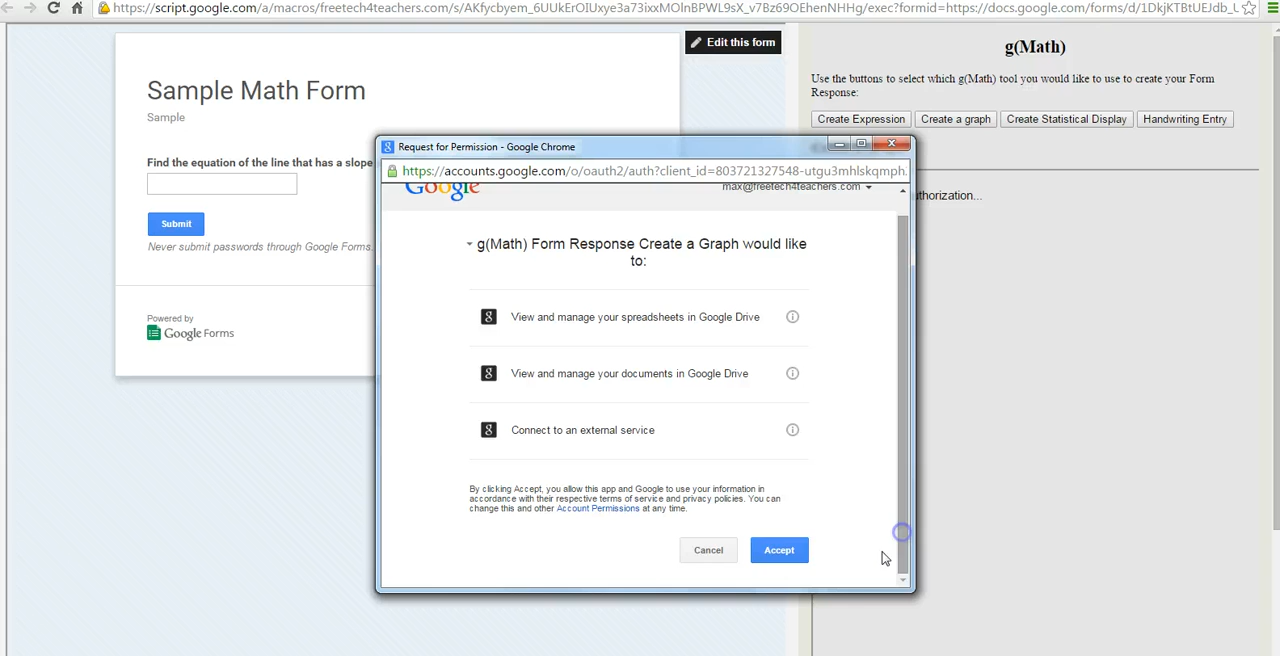 https://script.google.com/a/macros/freetech4teachers.com/s/AKfycbyem_6UUkErOIUxye3a73ixxMOlnBPWL9sX_v7Bz69OEhenNHHg/exec?formid=https://docs.google.com/forms/d/1DkjKTBtUEJdb_
Edit this form
Sample Math Form
Sample
Find the equation of the line that has a slope
Submit
Never submit passwords through Google Forms.
Powered by
Google Forms
g(Math)
Use the buttons to select which g(Math) tool you would like to use to create your Form
Response:
Create Expression
Create a graph
Create Statistical Display
Handwriting Entry
Request for Permission - Google Chrome
https://accounts.google.com/o/oauth2/auth?client_id=803721327548-utgu3mhlskqmph
Google
max@freetech4teachers.com
g(Math) Form Response Create a Graph would like
to:
View and manage your spreadsheets in Google Drive
View and manage your documents in Google Drive
Connect to an external service
By clicking Accept, you allow this app and Google to use your information in
accordance with their respective terms of service and privacy policies. You can
change this and other Account Permissions at any time.
Cancel
Accept